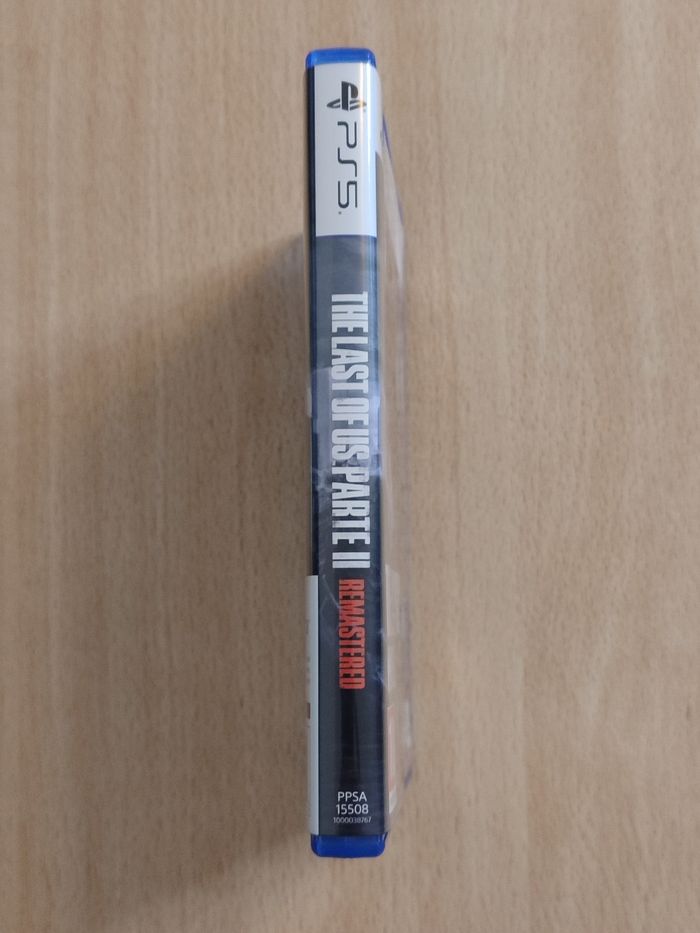 PS5
THE LAST OF US PARTE II
REMASTERED
PPSA
15508
1000038767